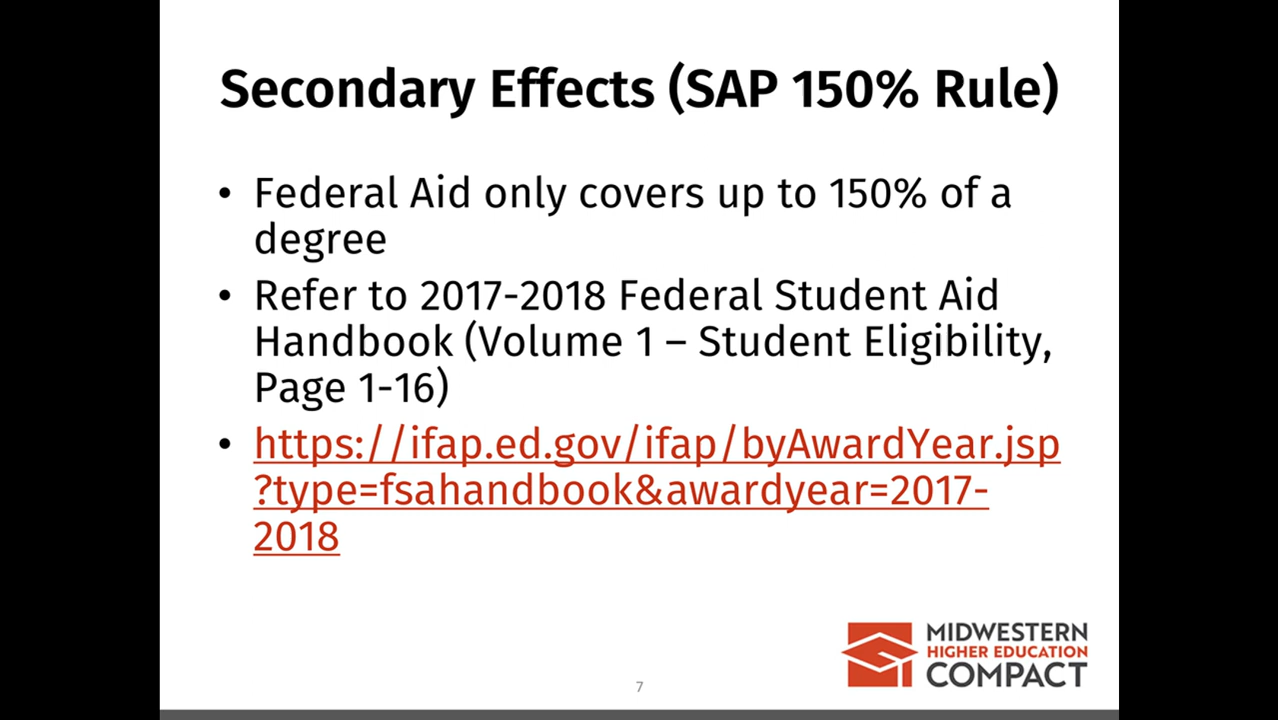 Secondary Effects (SAP 150% Rule)
• Federal Aid only covers up to 150% of a
degree
• Refer to 2017-2018 Federal Student Aid
Handbook (Volume 1 – Student Eligibility,
Page 1-16)
• https://ifap.ed.gov/ifap/byAwardYear.jsp
?type=fsahandbook&awardyear=2017-
2018
MIDWESTERN
HIGHER EDUCATION
COMPACT
7